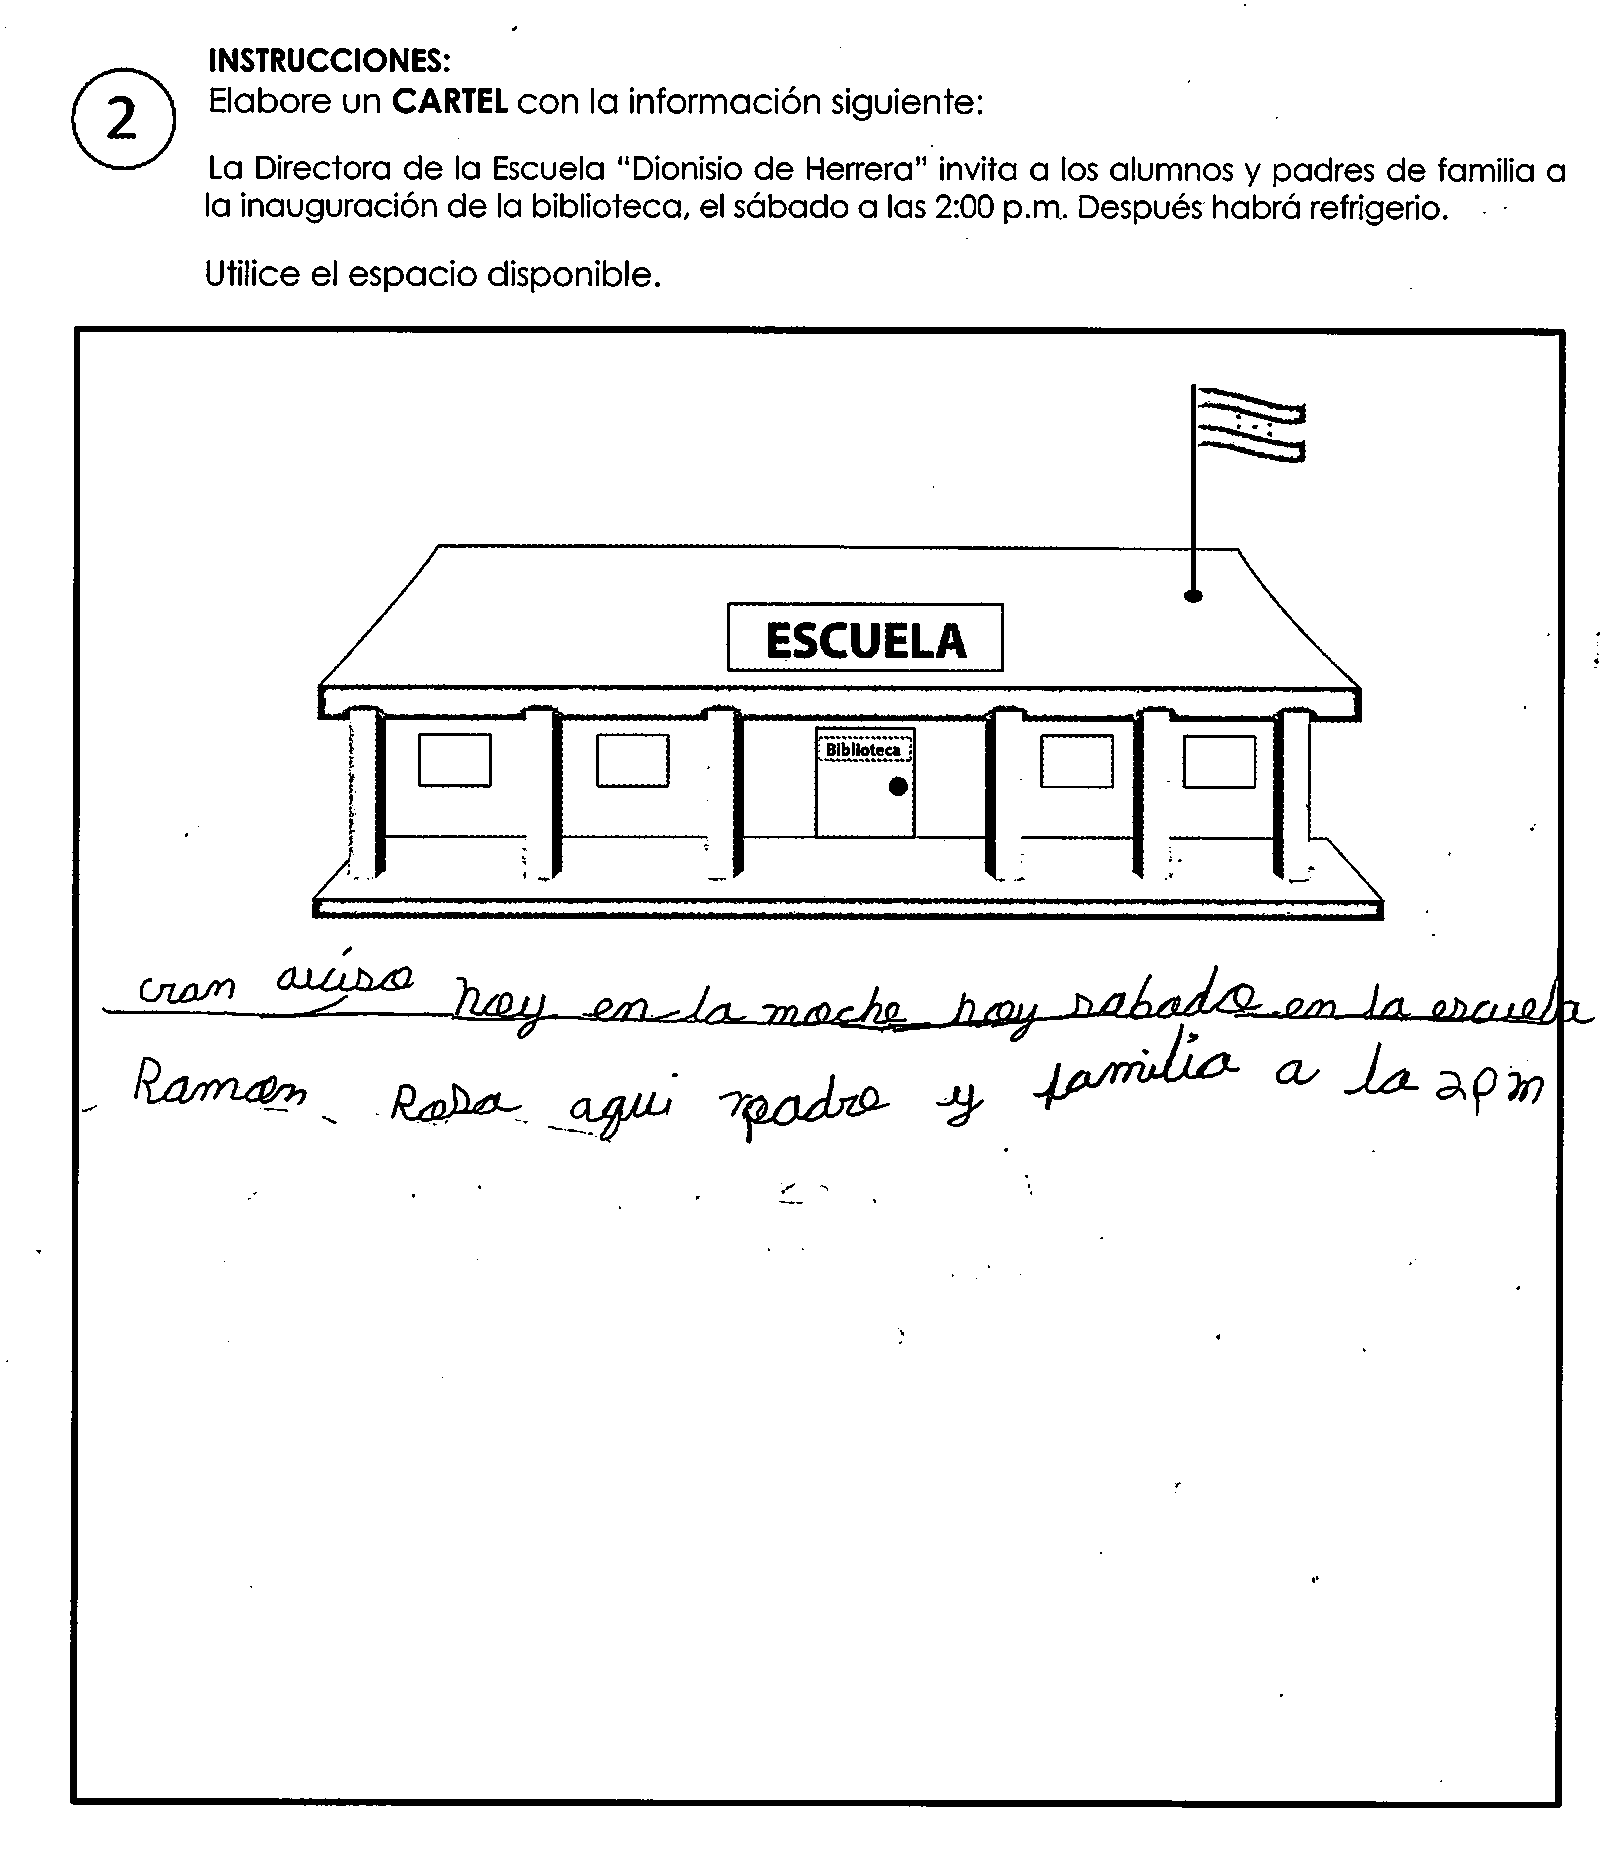 INSTRUCCIONES:
2
Elabore un CARTEL con la información siguiente:
La Directora de la Escuela "Dionisio de Herrera" invita a los alumnos y padres de familia a
la inauguración de la biblioteca, el sábado a las 2:00 p.m. Después habrá refrigerio.
Utilice el espacio disponible.
ESCUELA
Biblioteca
cran aviso hoy en la moche hoy sabado en la escuela
Ramon Rosa aqui padre y familia a la 2pm